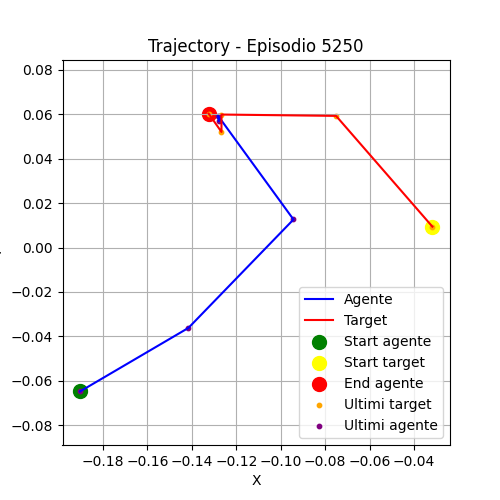 Trajectory - Episodio 5250
0.08
0.06
0.04
0.02
0.00
−0.02
−0.04
−0.06
−0.08
−0.18
−0.16
−0.14
−0.12
−0.10
−0.08
−0.06
−0.04
X
Agente
Target
Start agente
Start target
End agente
Ultimi target
Ultimi agente